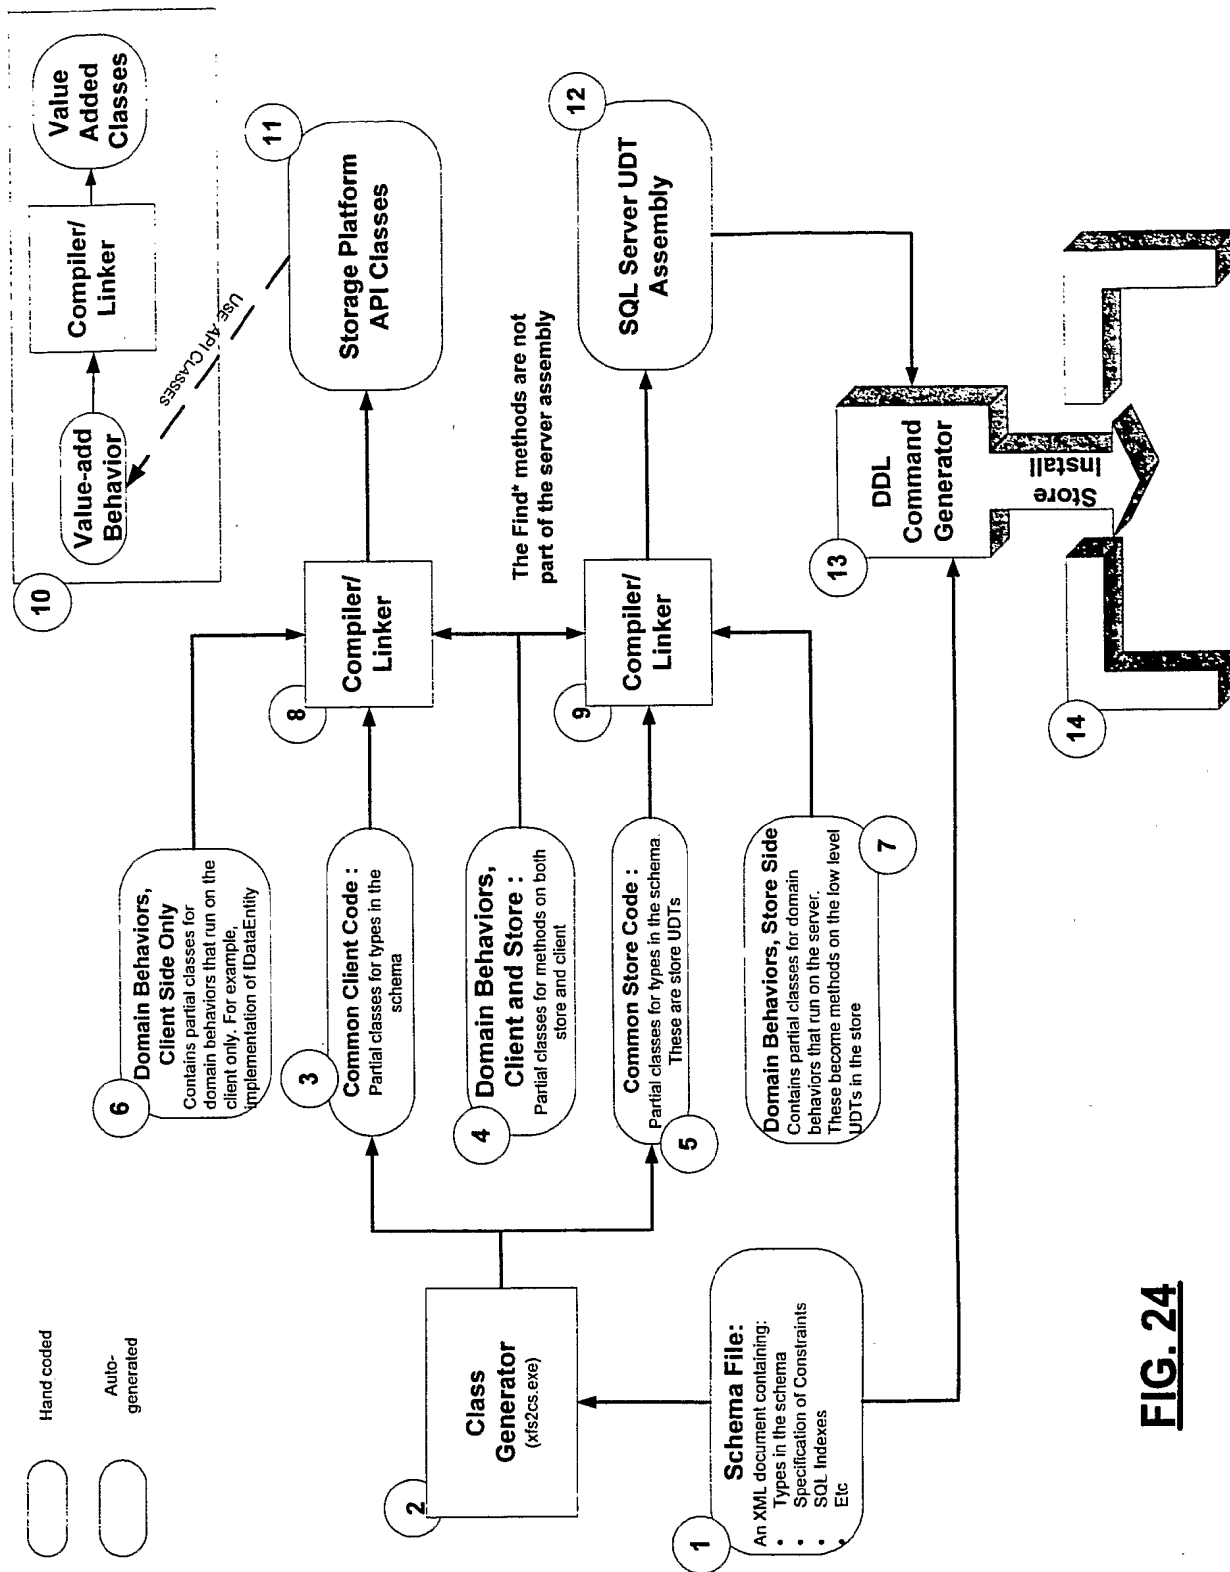 Hand coded
Auto-
generated
10
Value-add
Behavior
Compiler/
Linker
Value
Added
Classes
USE API CLASSES
6
Domain Behaviors,
Client Side Only
Contains partial classes for
domain behaviors that run on the
client only. For example,
implementation of IDataEntity
3
Common Client Code :
Partial classes for types in the
schema
8
Compiler/
Linker
11
Storage Platform
API Classes
2
Class
Generator
(xfs2cs.exe)
4
Domain Behaviors,
Client and Store :
Partial classes for methods on both
store and client
The Find* methods are not
part of the server assembly
5
Common Store Code :
Partial classes for types in the schema.
These are store UDTs
9
Compiler/
Linker
12
SQL Server UDT
Assembly
1
Schema File:
An XML document containing:
• Types in the schema
• Specification of Constraints
• SQL Indexes
• Etc
7
Domain Behaviors, Store Side
Contains partial classes for domain
behaviors that run on the server.
These become methods on the low level
UDTs in the store
13
DDL
Command
Generator
Store
Install
14
FIG. 24